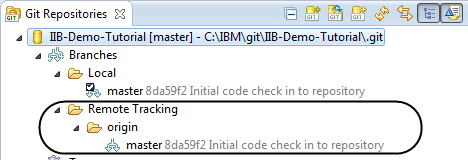 Git Repositories
IIB-Demo-Tutorial [master] - C:\IBM\git\IIB-Demo-Tutorial\.git
Branches
Local
master 8da59f2 Initial code check in to repository
Remote Tracking
origin
master 8da59f2 Initial code check in to repository